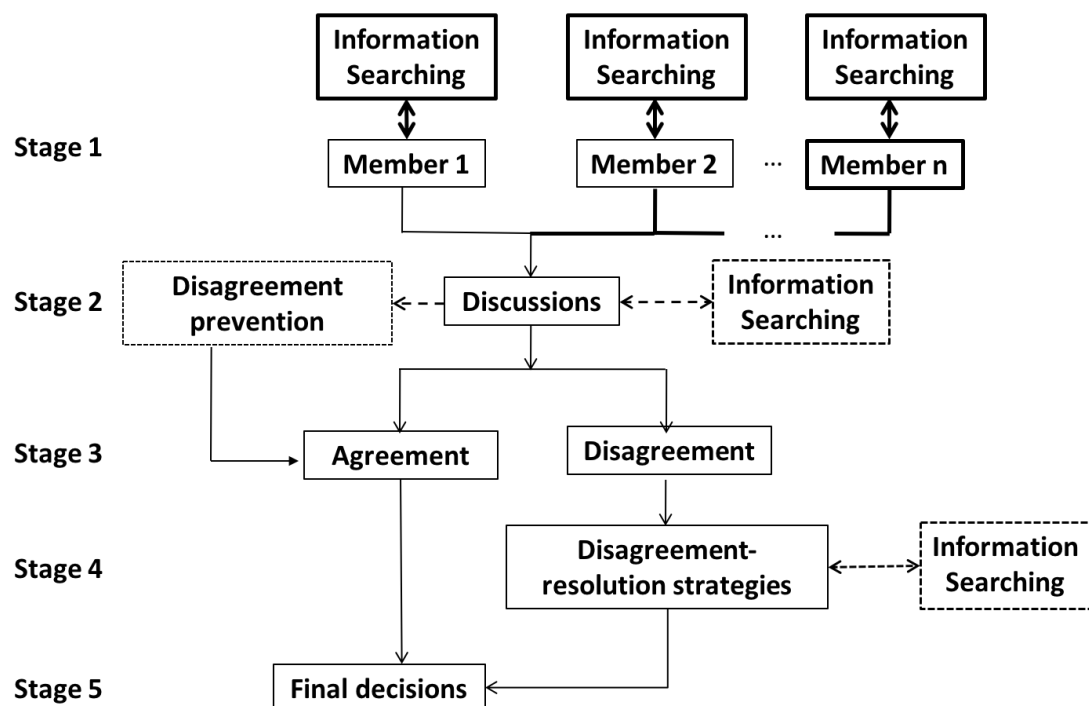 Information
Searching
Information
Searching
Information
Searching
Stage 1
Member 1
Member 2
...
Member n
...
Stage 2
Disagreement
prevention
Discussions
Information
Searching
Stage 3
Agreement
Disagreement
Stage 4
Disagreement-
resolution strategies
Information
Searching
Stage 5
Final decisions